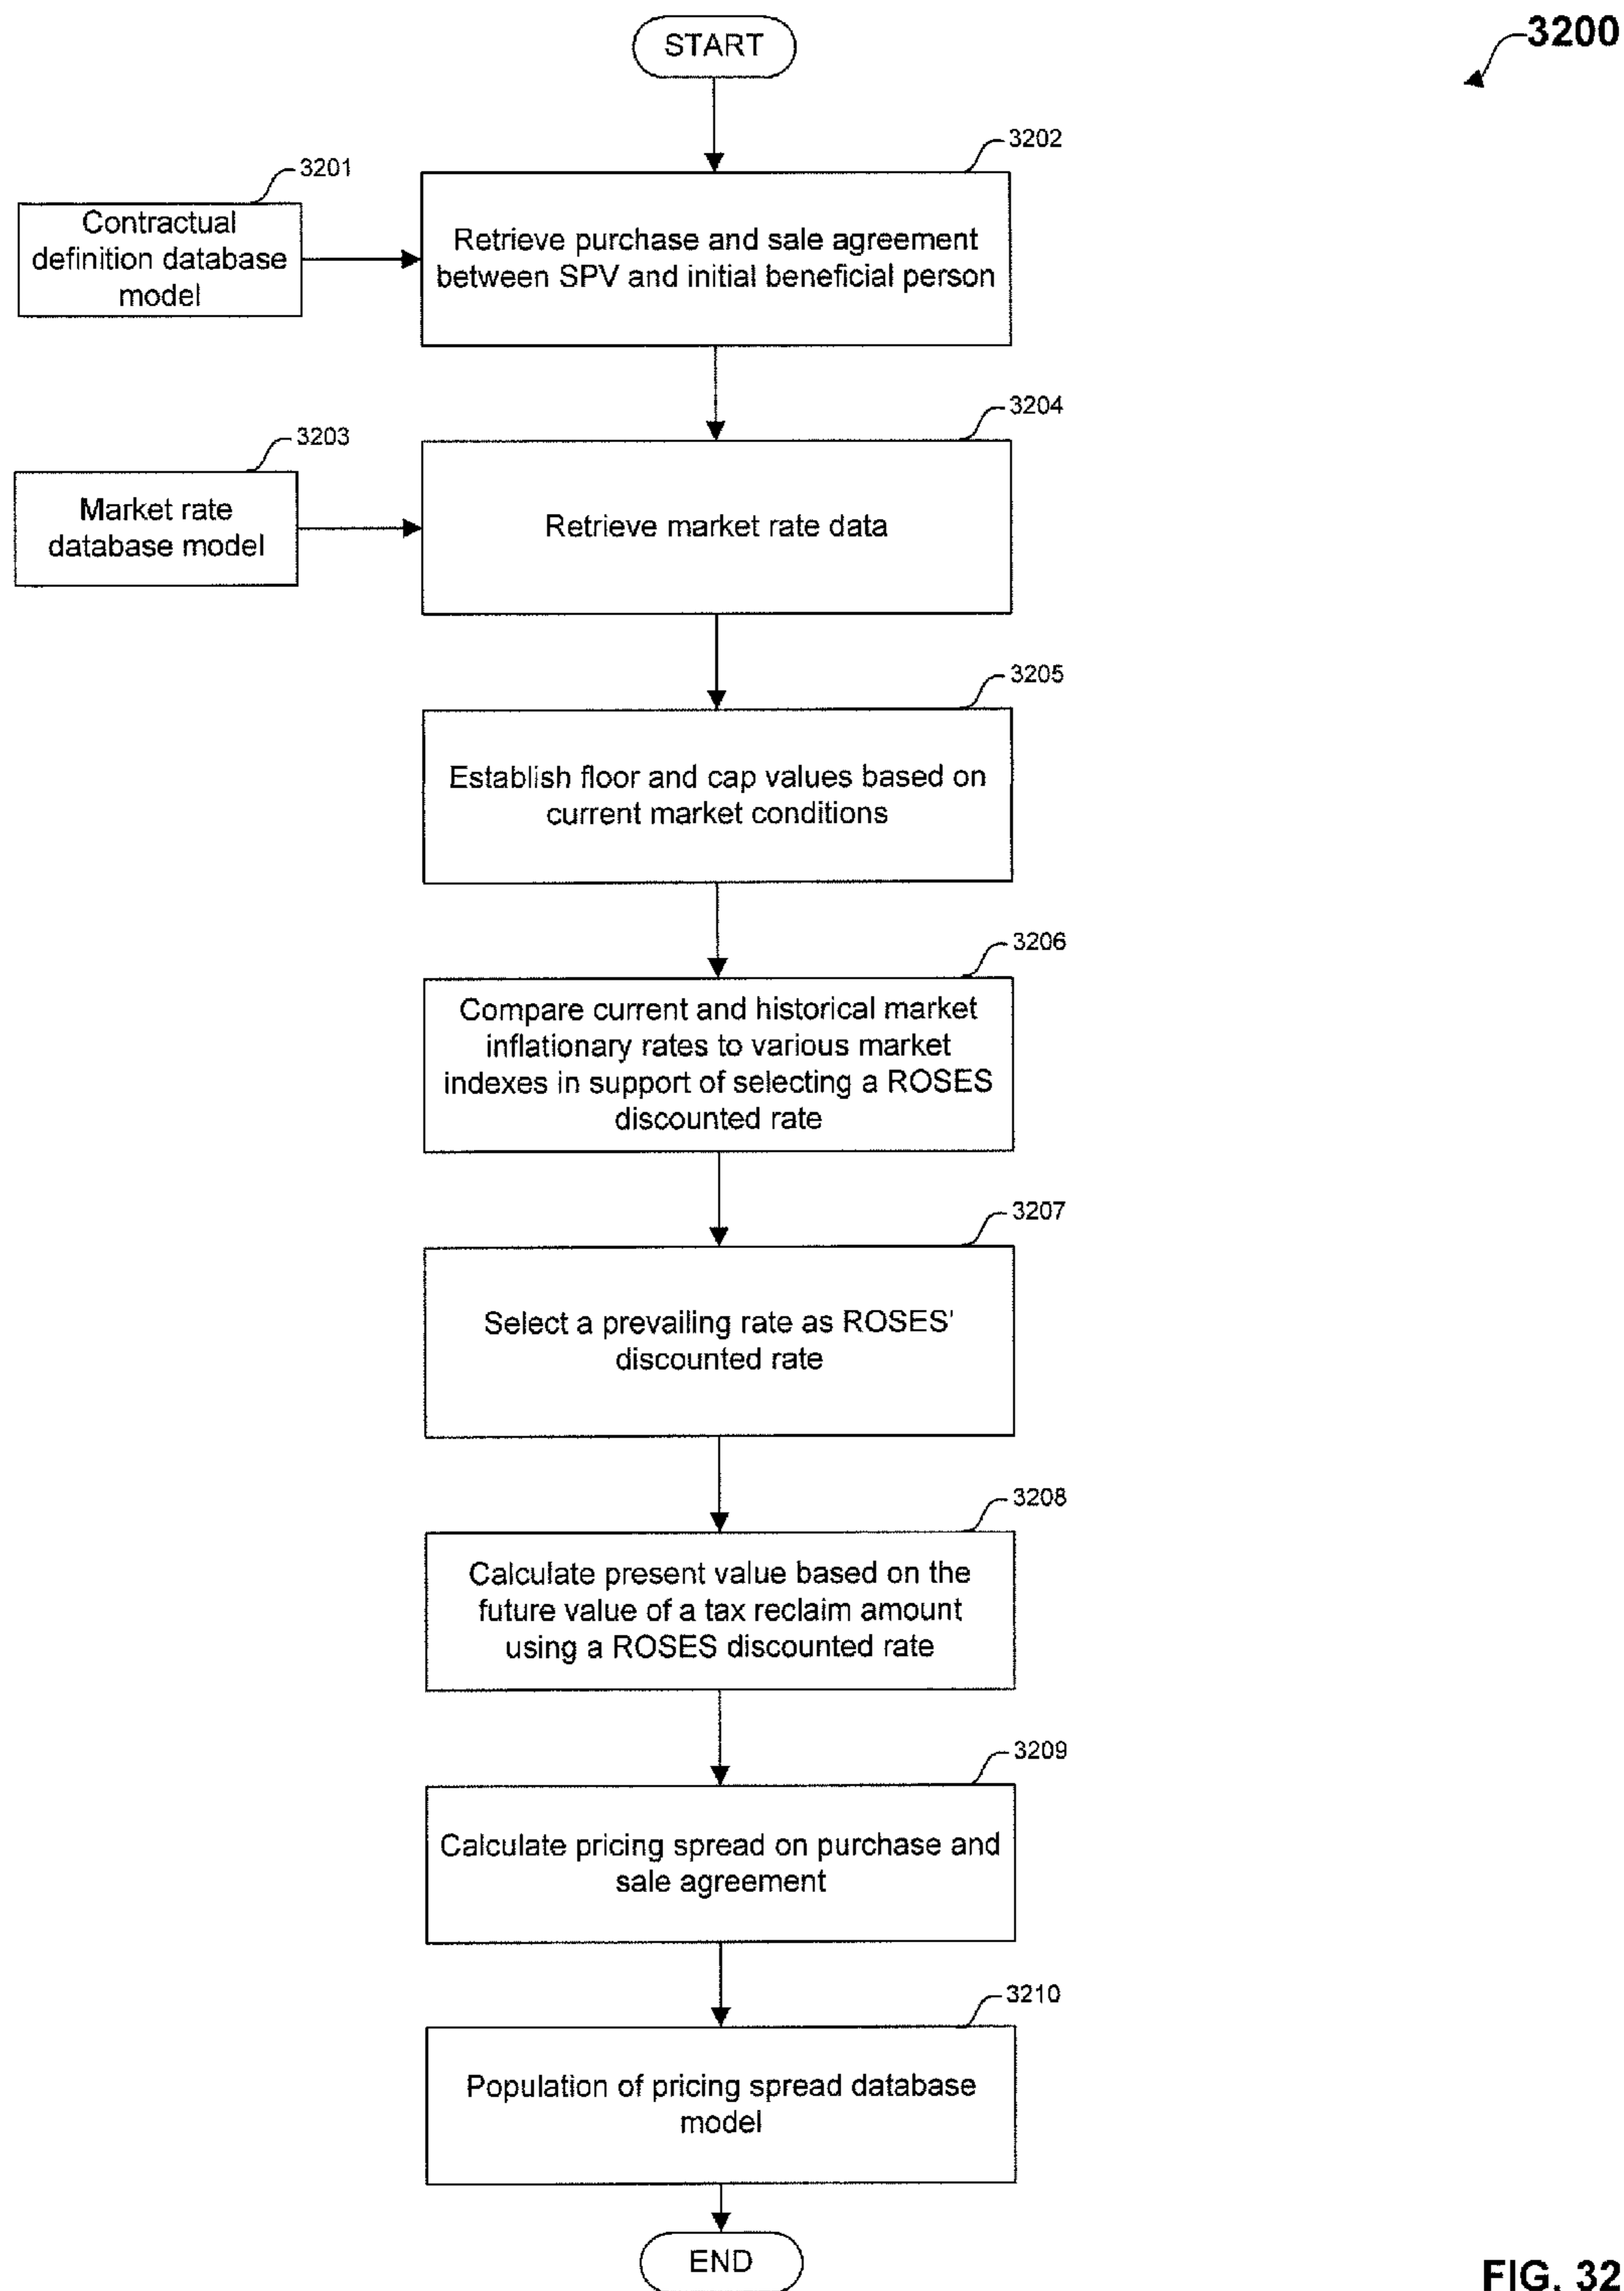 3200
START
3202
3201
Contractual
definition database
model
Retrieve purchase and sale agreement
between SPV and initial beneficial person
3204
3203
Market rate
database model
Retrieve market rate data
3205
Establish floor and cap values based on
current market conditions
3206
Compare current and historical market
inflationary rates to various market
indexes in support of selecting a ROSES
discounted rate
3207
Select a prevailing rate as ROSES'
discounted rate
3208
Calculate present value based on the
future value of a tax reclaim amount
using a ROSES discounted rate
3209
Calculate pricing spread on purchase and
sale agreement
3210
Population of pricing spread database
model
END
FIG. 32